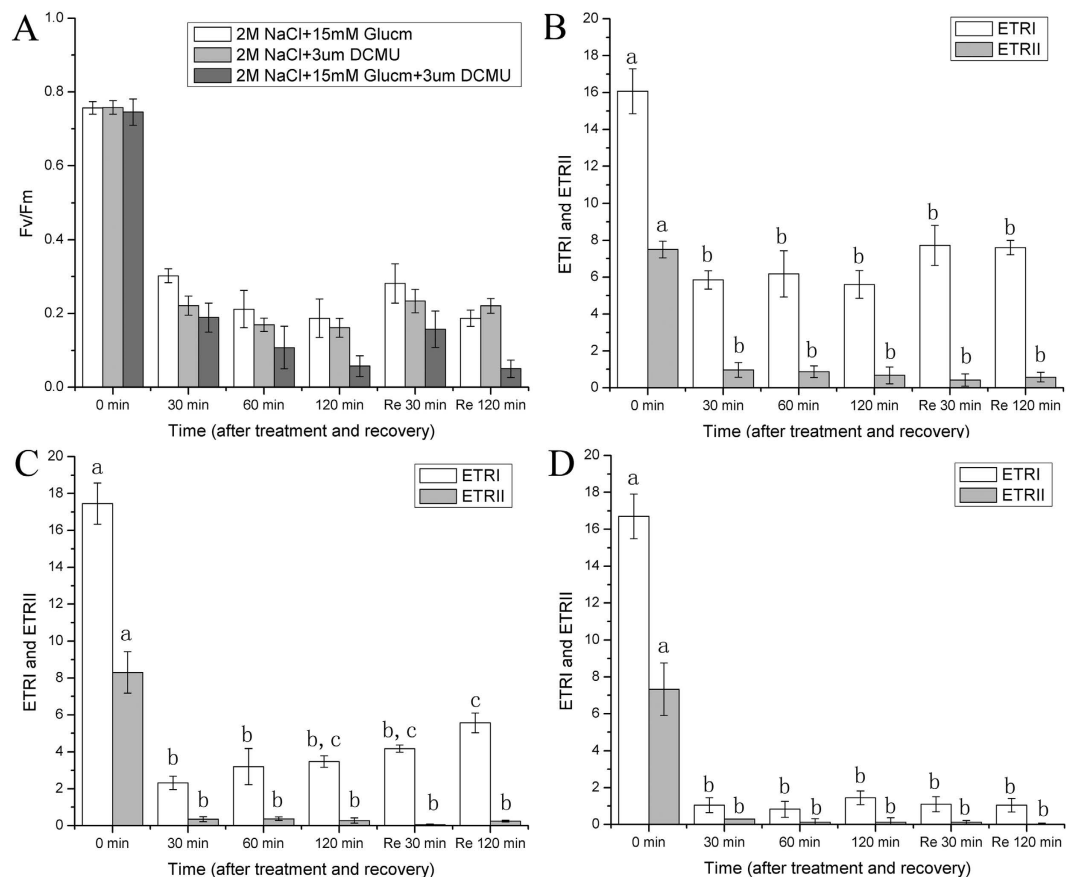 A
2M NaCl+15mM Glucm
2M NaCl+3um DCMU
2M NaCl+15mM Glucm+3um DCMU
Fv/Fm
0.8
0.6
0.4
0.2
0.0
0 min 30 min 60 min 120 min Re 30 min Re 120 min
Time (after treatment and recovery)
B
ETRI
ETRII
ETRI and ETRII
20
18
16
14
12
10
8
6
4
2
0
a
a
b
b
b
b
b
b
b
b
b
b
0 min 30 min 60 min 120 min Re 30 min Re 120 min
Time (after treatment and recovery)
C
ETRI
ETRII
ETRI and ETRII
20
18
16
14
12
10
8
6
4
2
0
a
a
b
b
b
b
b, c
b
b, c
b
c
b
0 min 30 min 60 min 120 min Re 30 min Re 120 min
Time (after treatment and recovery)
D
ETRI
ETRII
ETRI and ETRII
20
18
16
14
12
10
8
6
4
2
0
a
a
b
b
b
b
b
b
b
b
b
b
0 min 30 min 60 min 120 min Re 30 min Re 120 min
Time (after treatment and recovery)